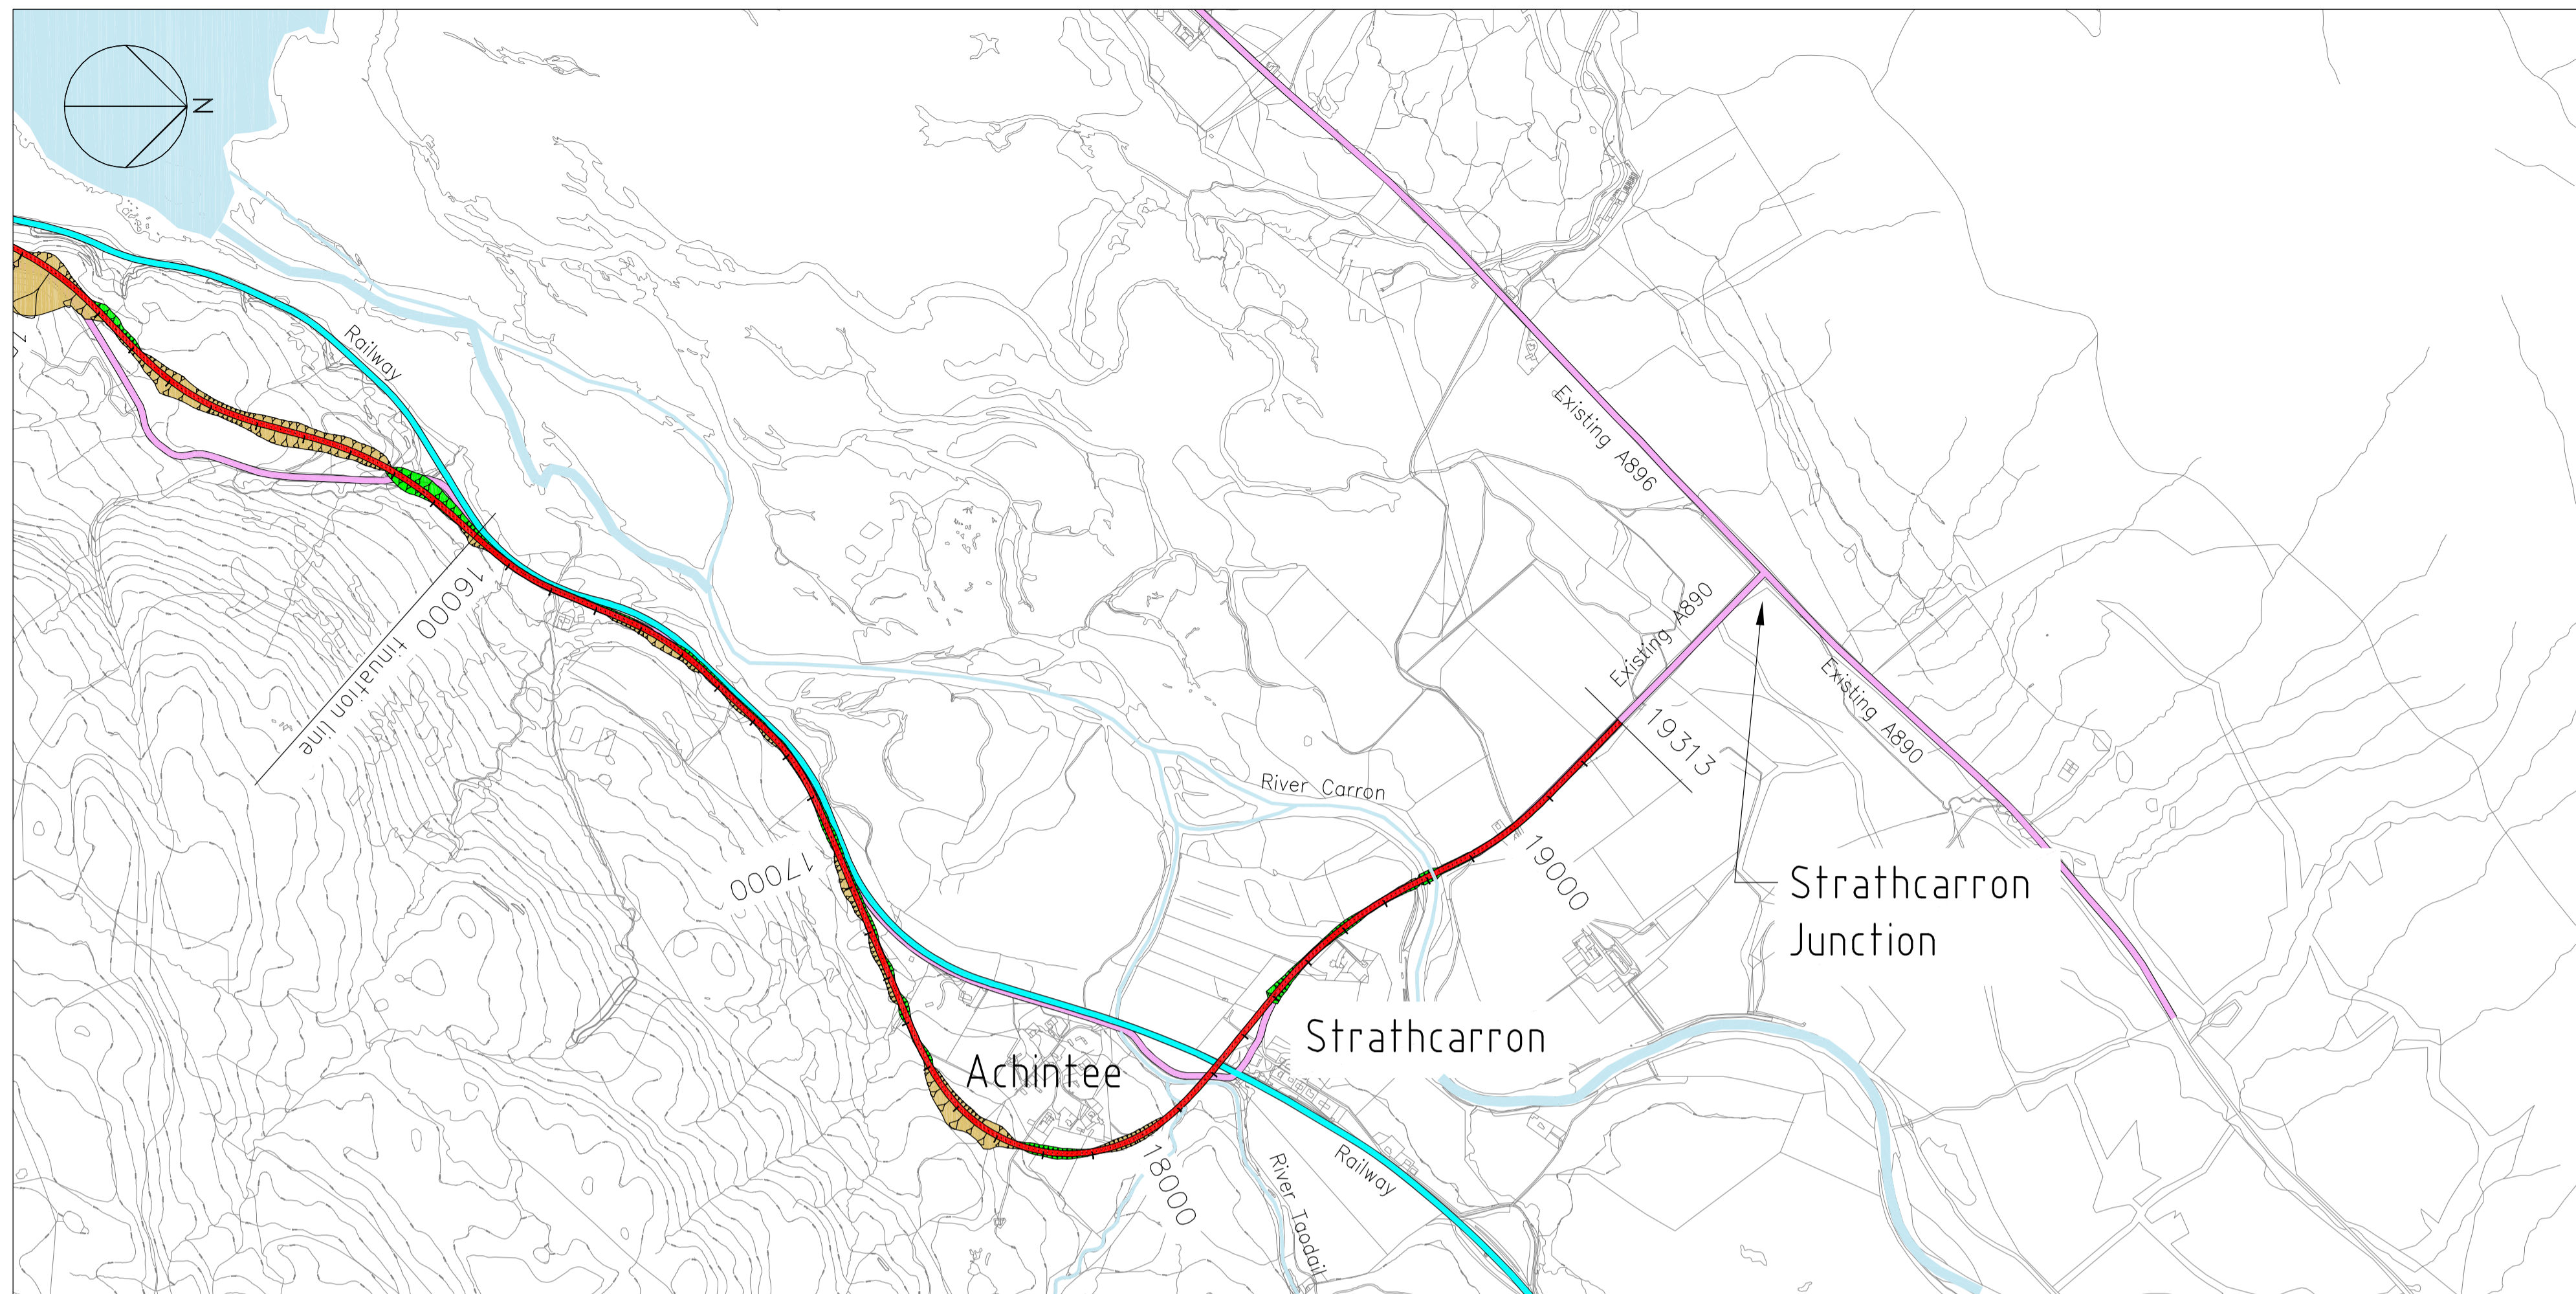 N
Railway
Existing A896
16000
tinuation line
Existing A890
Existing A890
19313
River Carron
17000
19000
Strathcarron
Junction
Strathcarron
Achintee
18000
Railway
River Taodail